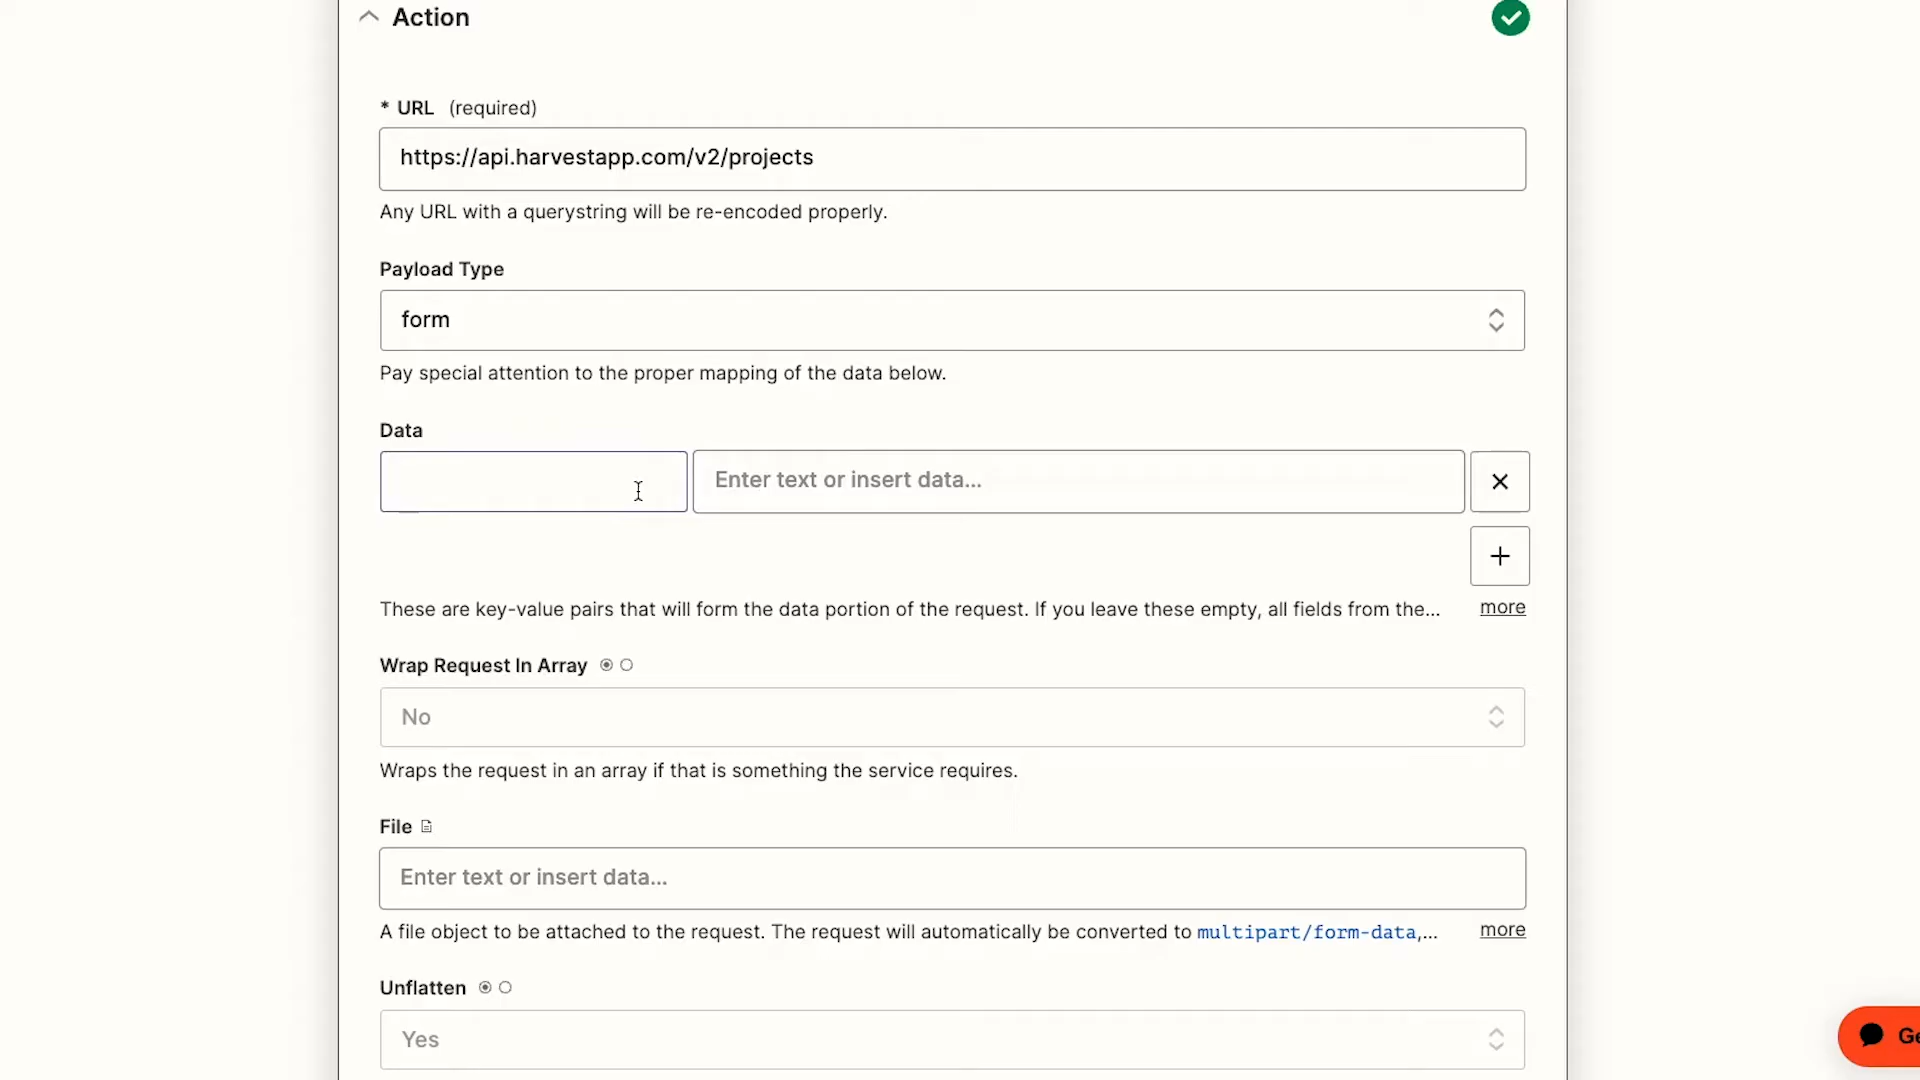 Action
* URL (required)
https://api.harvestapp.com/v2/projects
Any URL with a querystring will be re-encoded properly.
Payload Type
form
Pay special attention to the proper mapping of the data below.
Data
Enter text or insert data...
These are key-value pairs that will form the data portion of the request. If you leave these empty, all fields from the... more
Wrap Request In Array
No
Wraps the request in an array if that is something the service requires.
File
Enter text or insert data...
A file object to be attached to the request. The request will automatically be converted to multipart/form-data,... more
Unflatten
Yes